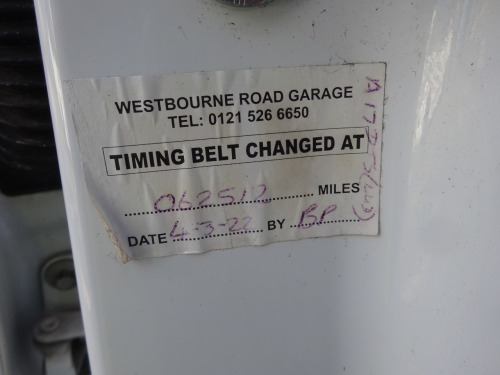 WESTBOURNE ROAD GARAGE
TEL: 0121 526 6650
TIMING BELT CHANGED AT
062512 MILES
DATE 4-3-22 BY BP